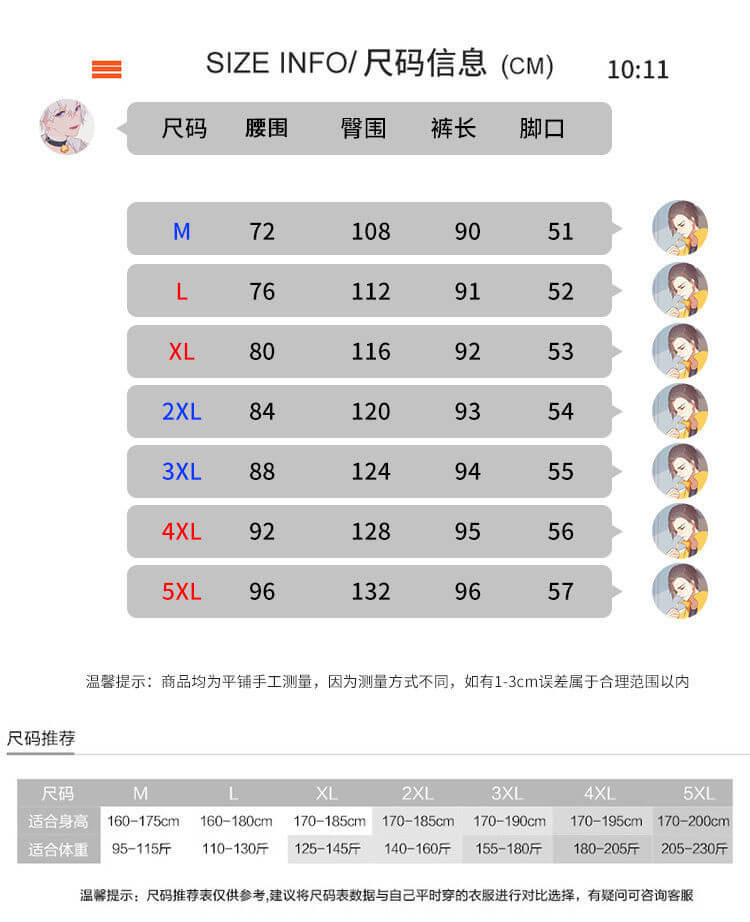 SIZE INFO/尺码信息 (CM) 10:11
尺码 腰围 臀围 裤长 脚口
M 72 108 90 51
L 76 112 91 52
XL 80 116 92 53
2XL 84 120 93 54
3XL 88 124 94 55
4XL 92 128 95 56
5XL 96 132 96 57
温馨提示：商品均为平铺手工测量，因为测量方式不同，如有1-3cm误差属于合理范围以内
尺码推荐
尺码 M L XL 2XL 3XL 4XL 5XL
适合身高 160-175cm 160-180cm 170-185cm 170-185cm 170-190cm 170-195cm 170-200cm
适合体重 95-115斤 110-130斤 125-145斤 140-160斤 155-180斤 180-205斤 205-230斤
温馨提示：尺码推荐表仅供参考,建议将尺码表数据与自己平时穿的衣服进行对比选择，有疑问可咨询客服